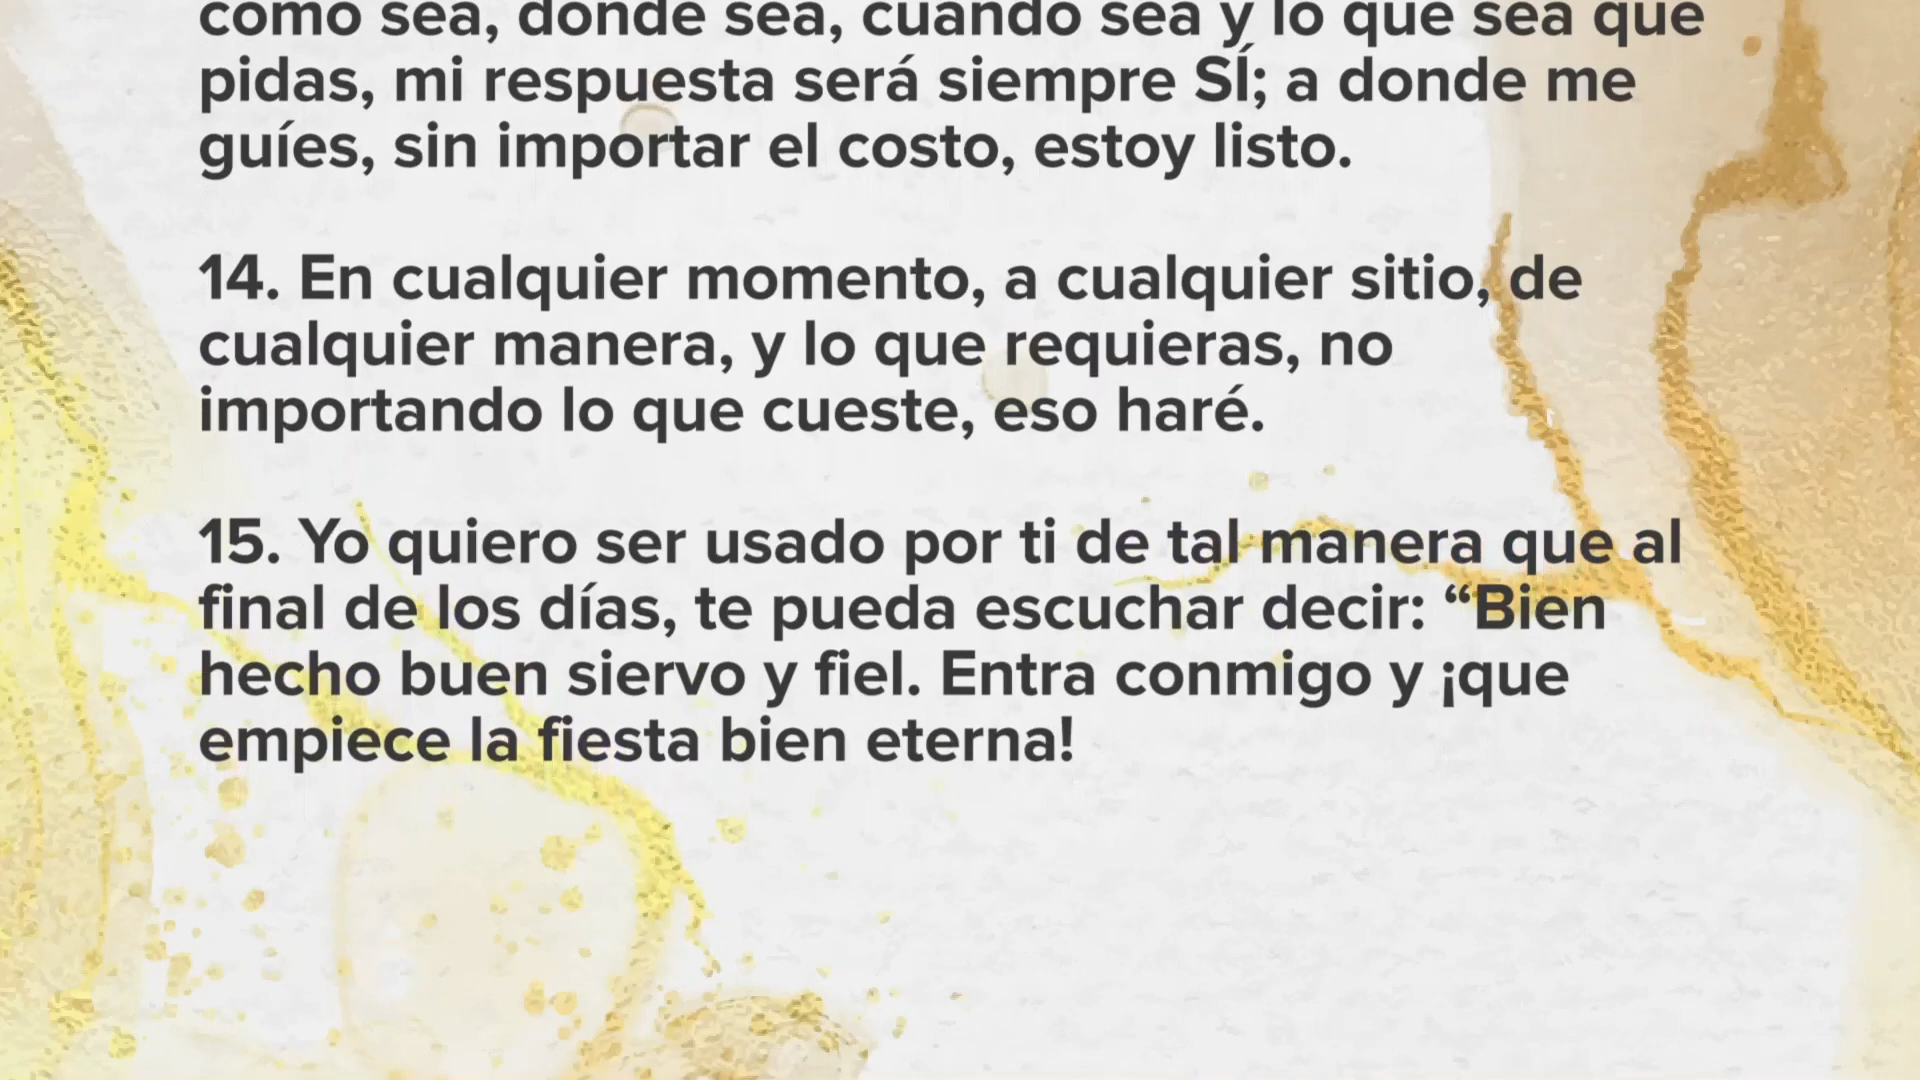 como sea, donde sea, cuando sea y lo que sea que
pidas, mi respuesta será siempre SÍ; a donde me
guíes, sin importar el costo, estoy listo.
14. En cualquier momento, a cualquier sitio, de
cualquier manera, y lo que requieras, no
importando lo que cueste, eso haré.
15. Yo quiero ser usado por ti de tal manera que al
final de los días, te pueda escuchar decir: “Bien
hecho buen siervo y fiel. Entra conmigo y ¡que
empiece la fiesta bien eterna!